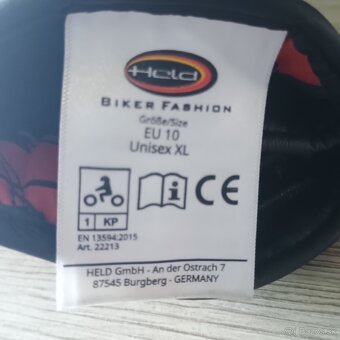 Held
BIKER FASHION
Größe/Size
EU 10
Unisex XL
i CE
1 KP
EN 13594:2015
Art. 22213
HELD GmbH - An der Ostrach 7
87545 Burgberg - GERMANY